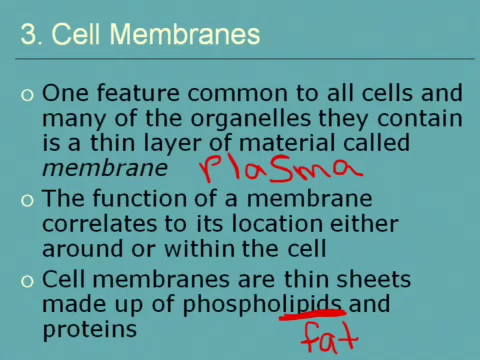 3. Cell Membranes
One feature common to all cells and
many of the organelles they contain
is a thin layer of material called
membrane plasma
The function of a membrane
correlates to its location either
around or within the cell
Cell membranes are thin sheets
made up of phospholipids and
proteins fat